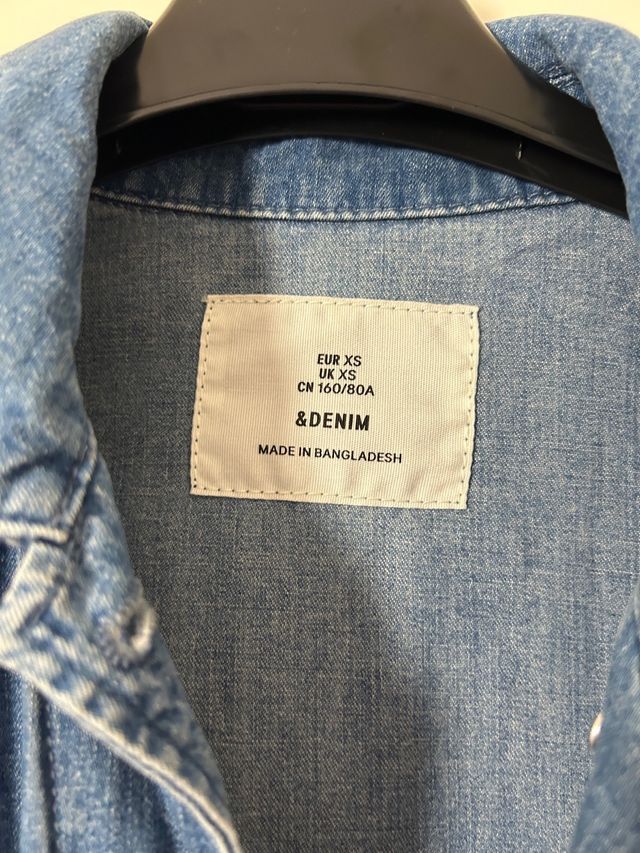 EUR XS
UK XS
CN 160/80A
&DENIM
MADE IN BANGLADESH